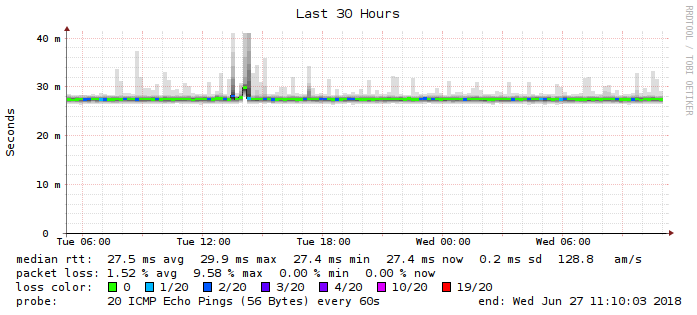 Last 30 Hours
RRDTOOL / TOBI OETIKER
Seconds
40 m
30 m
20 m
10 m
0
Tue 06:00 Tue 12:00 Tue 18:00 Wed 00:00 Wed 06:00
median rtt: 27.5 ms avg 29.9 ms max 27.4 ms min 27.4 ms now 0.2 ms sd 128.8 am/s
packet loss: 1.52 % avg 9.58 % max 0.00 % min 0.00 % now
loss color: 0 1/20 2/20 3/20 4/20 10/20 19/20
probe: 20 ICMP Echo Pings (56 Bytes) every 60s end: Wed Jun 27 11:10:03 2018